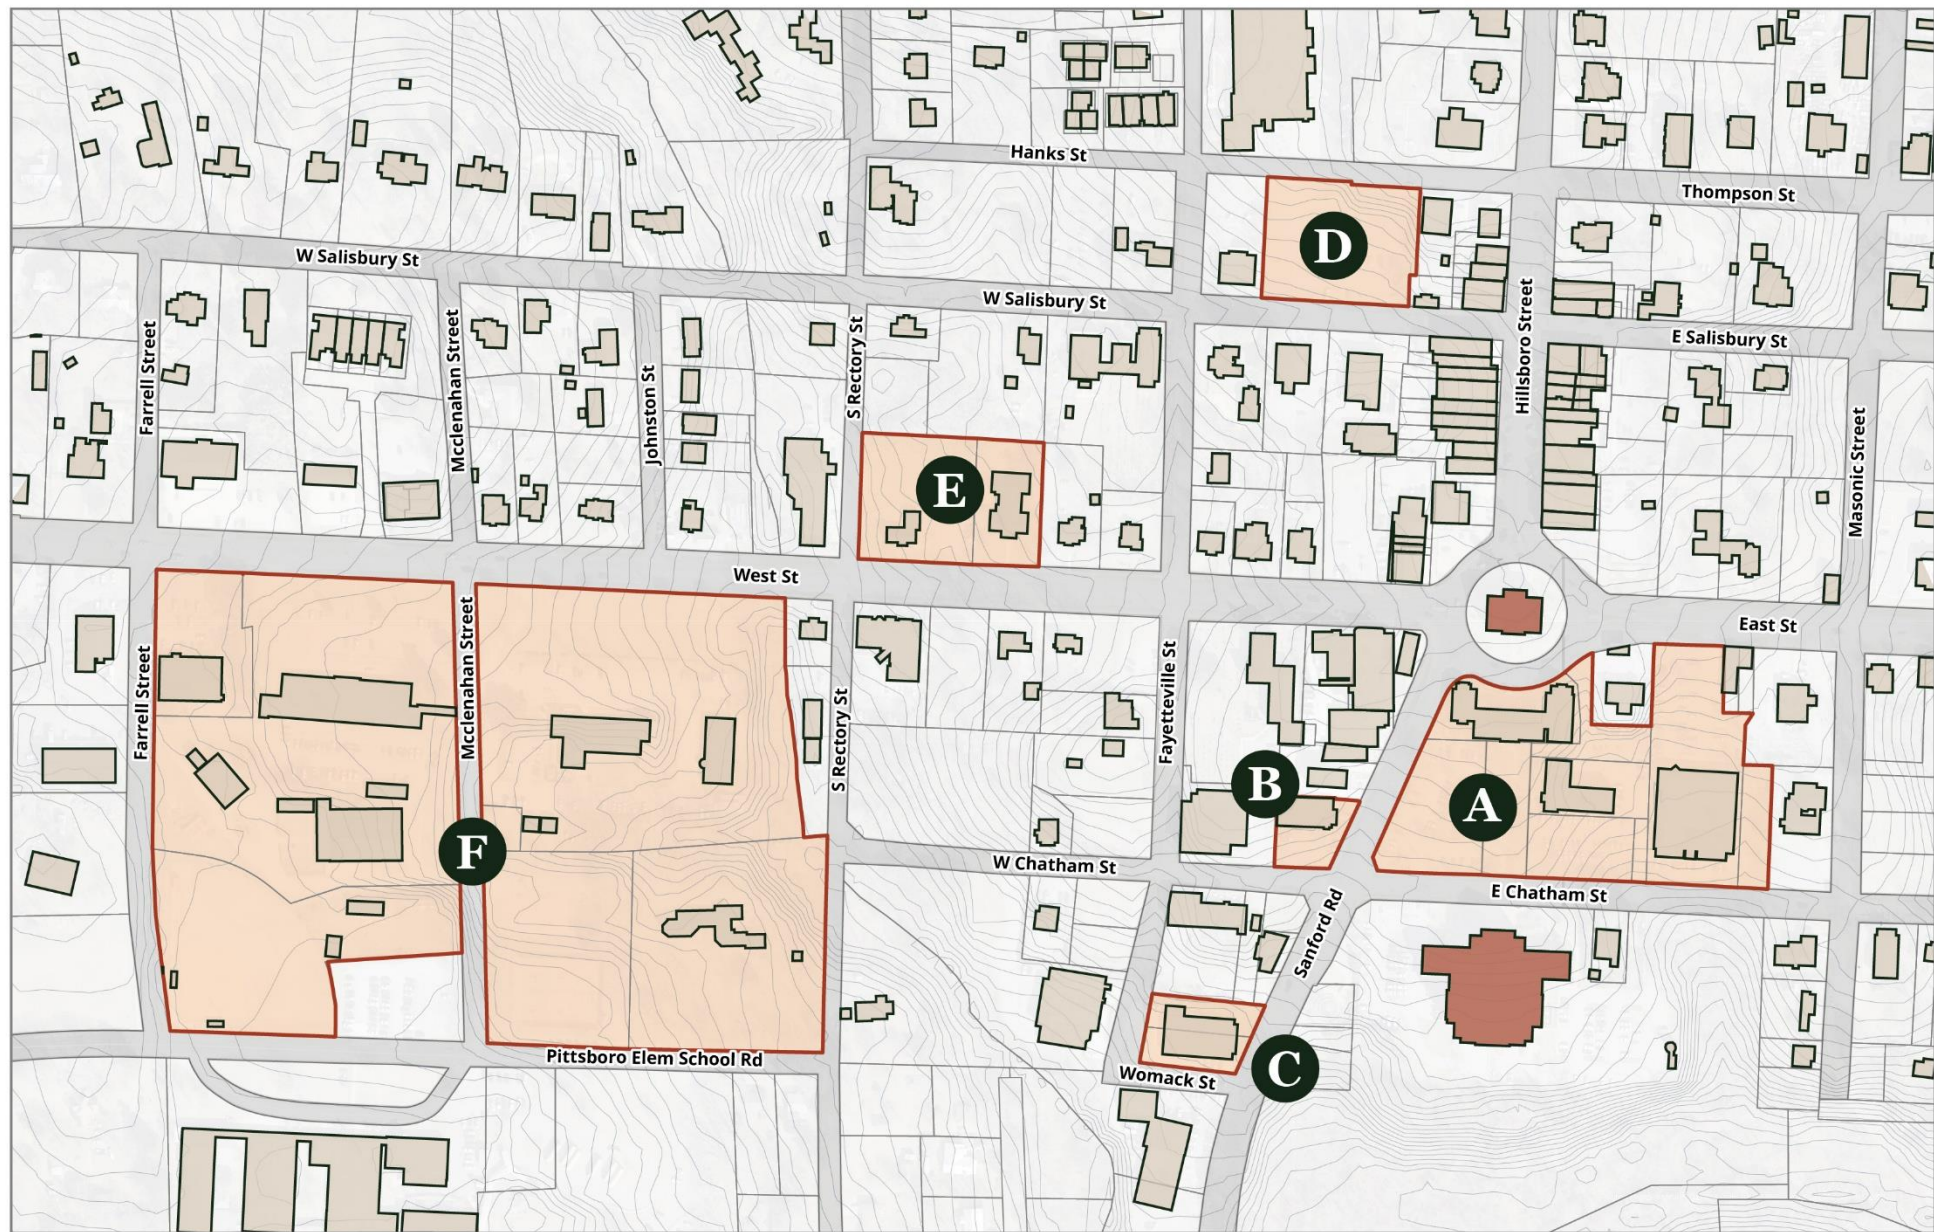 Hanks St
Thompson St
D
W Salisbury St
W Salisbury St
E Salisbury St
Farrell Street
Mclenahan Street
Johnston St
S Rectory St
Hillsboro Street
Masonic Street
E
West St
East St
Farrell Street
Mcclenahan Street
S Rectory St
Fayetteville St
B
A
F
W Chatham St
E Chatham St
Sanford Rd
Pittsboro Elem School Rd
Womack St
C